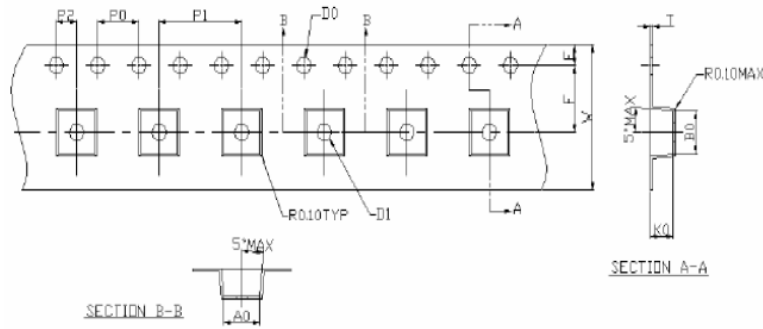 P2
P0
P1
B
B
D0
A
T
E
F
W
R0.10MAX
5°MAX
B0
R0.10TYP
D1
A
K0
5°MAX
A0
SECTION B-B
SECTION A-A